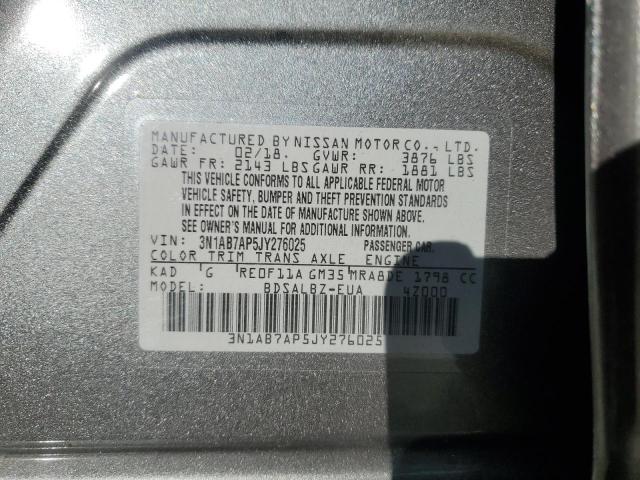 MANUFACTURED BY NISSAN MOTOR CO., LTD.
DATE: 02/18. GVWR: 3876 LBS
GAWR FR: 2143 LBS GAWR RR: 1881 LBS
THIS VEHICLE CONFORMS TO ALL APPLICABLE FEDERAL MOTOR
VEHICLE SAFETY, BUMPER AND THEFT PREVENTION STANDARDS
IN EFFECT ON THE DATE OF MANUFACTURE SHOWN ABOVE.
SEE OWNER'S MANUAL FOR ADDITIONAL INFORMATION.
VIN: 3N1AB7AP5JY276025 PASSENGER CAR.
COLOR TRIM TRANS AXLE ENGINE
KAD G RE0F11A GM35 MRA8DE 1798 CC
MODEL: BDSALBZ-EUA 4Z000
3N1AB7AP5JY276025